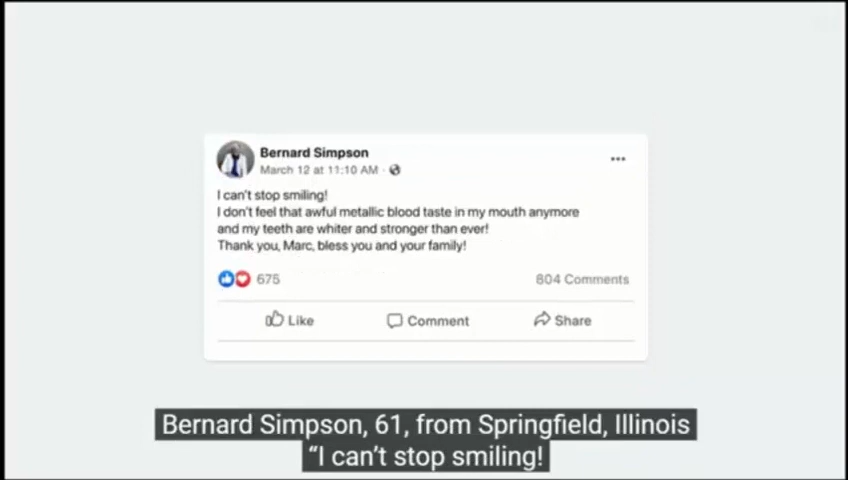 Bernard Simpson
March 12 at 11:10 AM ·
I can't stop smiling!
I don't feel that awful metallic blood taste in my mouth anymore
and my teeth are whiter and stronger than ever!
Thank you, Marc, bless you and your family!
675
804 Comments
Like
Comment
Share
Bernard Simpson, 61, from Springfield, Illinois
“I can't stop smiling!